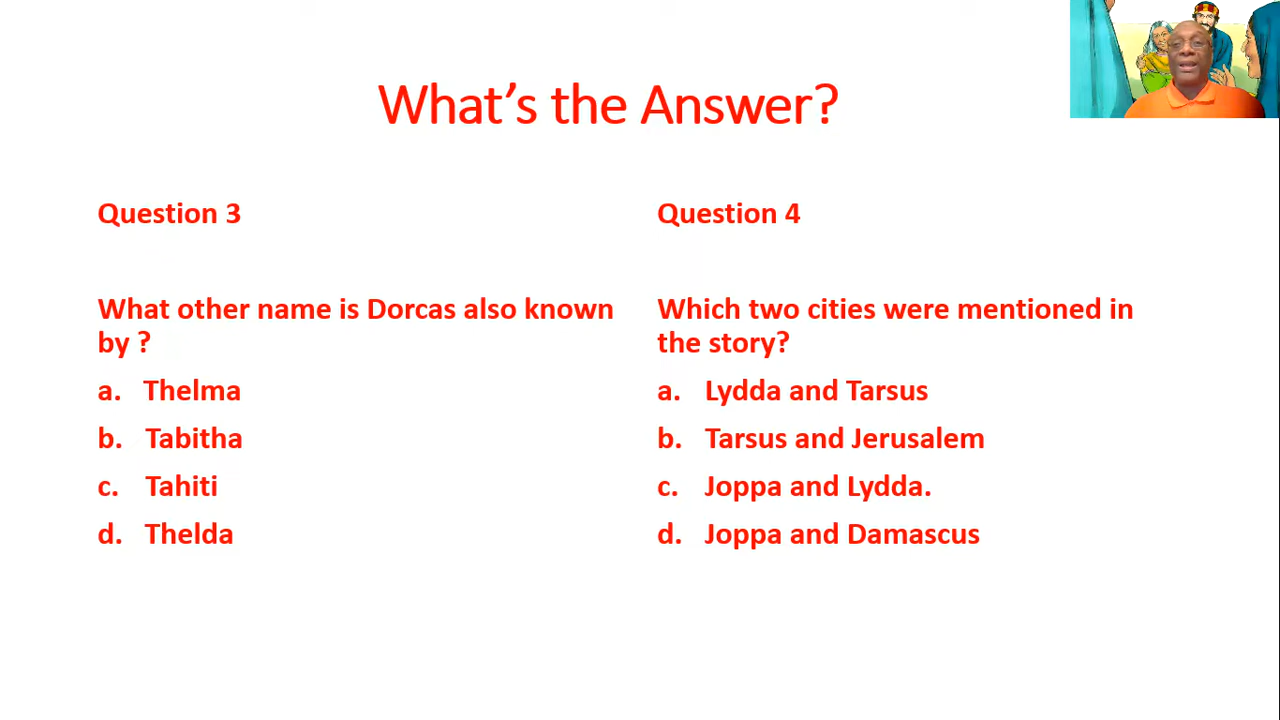 What's the Answer?
Question 3
What other name is Dorcas also known
by ?
a. Thelma
b. Tabitha
c. Tahiti
d. Thelda
Question 4
Which two cities were mentioned in
the story?
a. Lydda and Tarsus
b. Tarsus and Jerusalem
c. Joppa and Lydda.
d. Joppa and Damascus